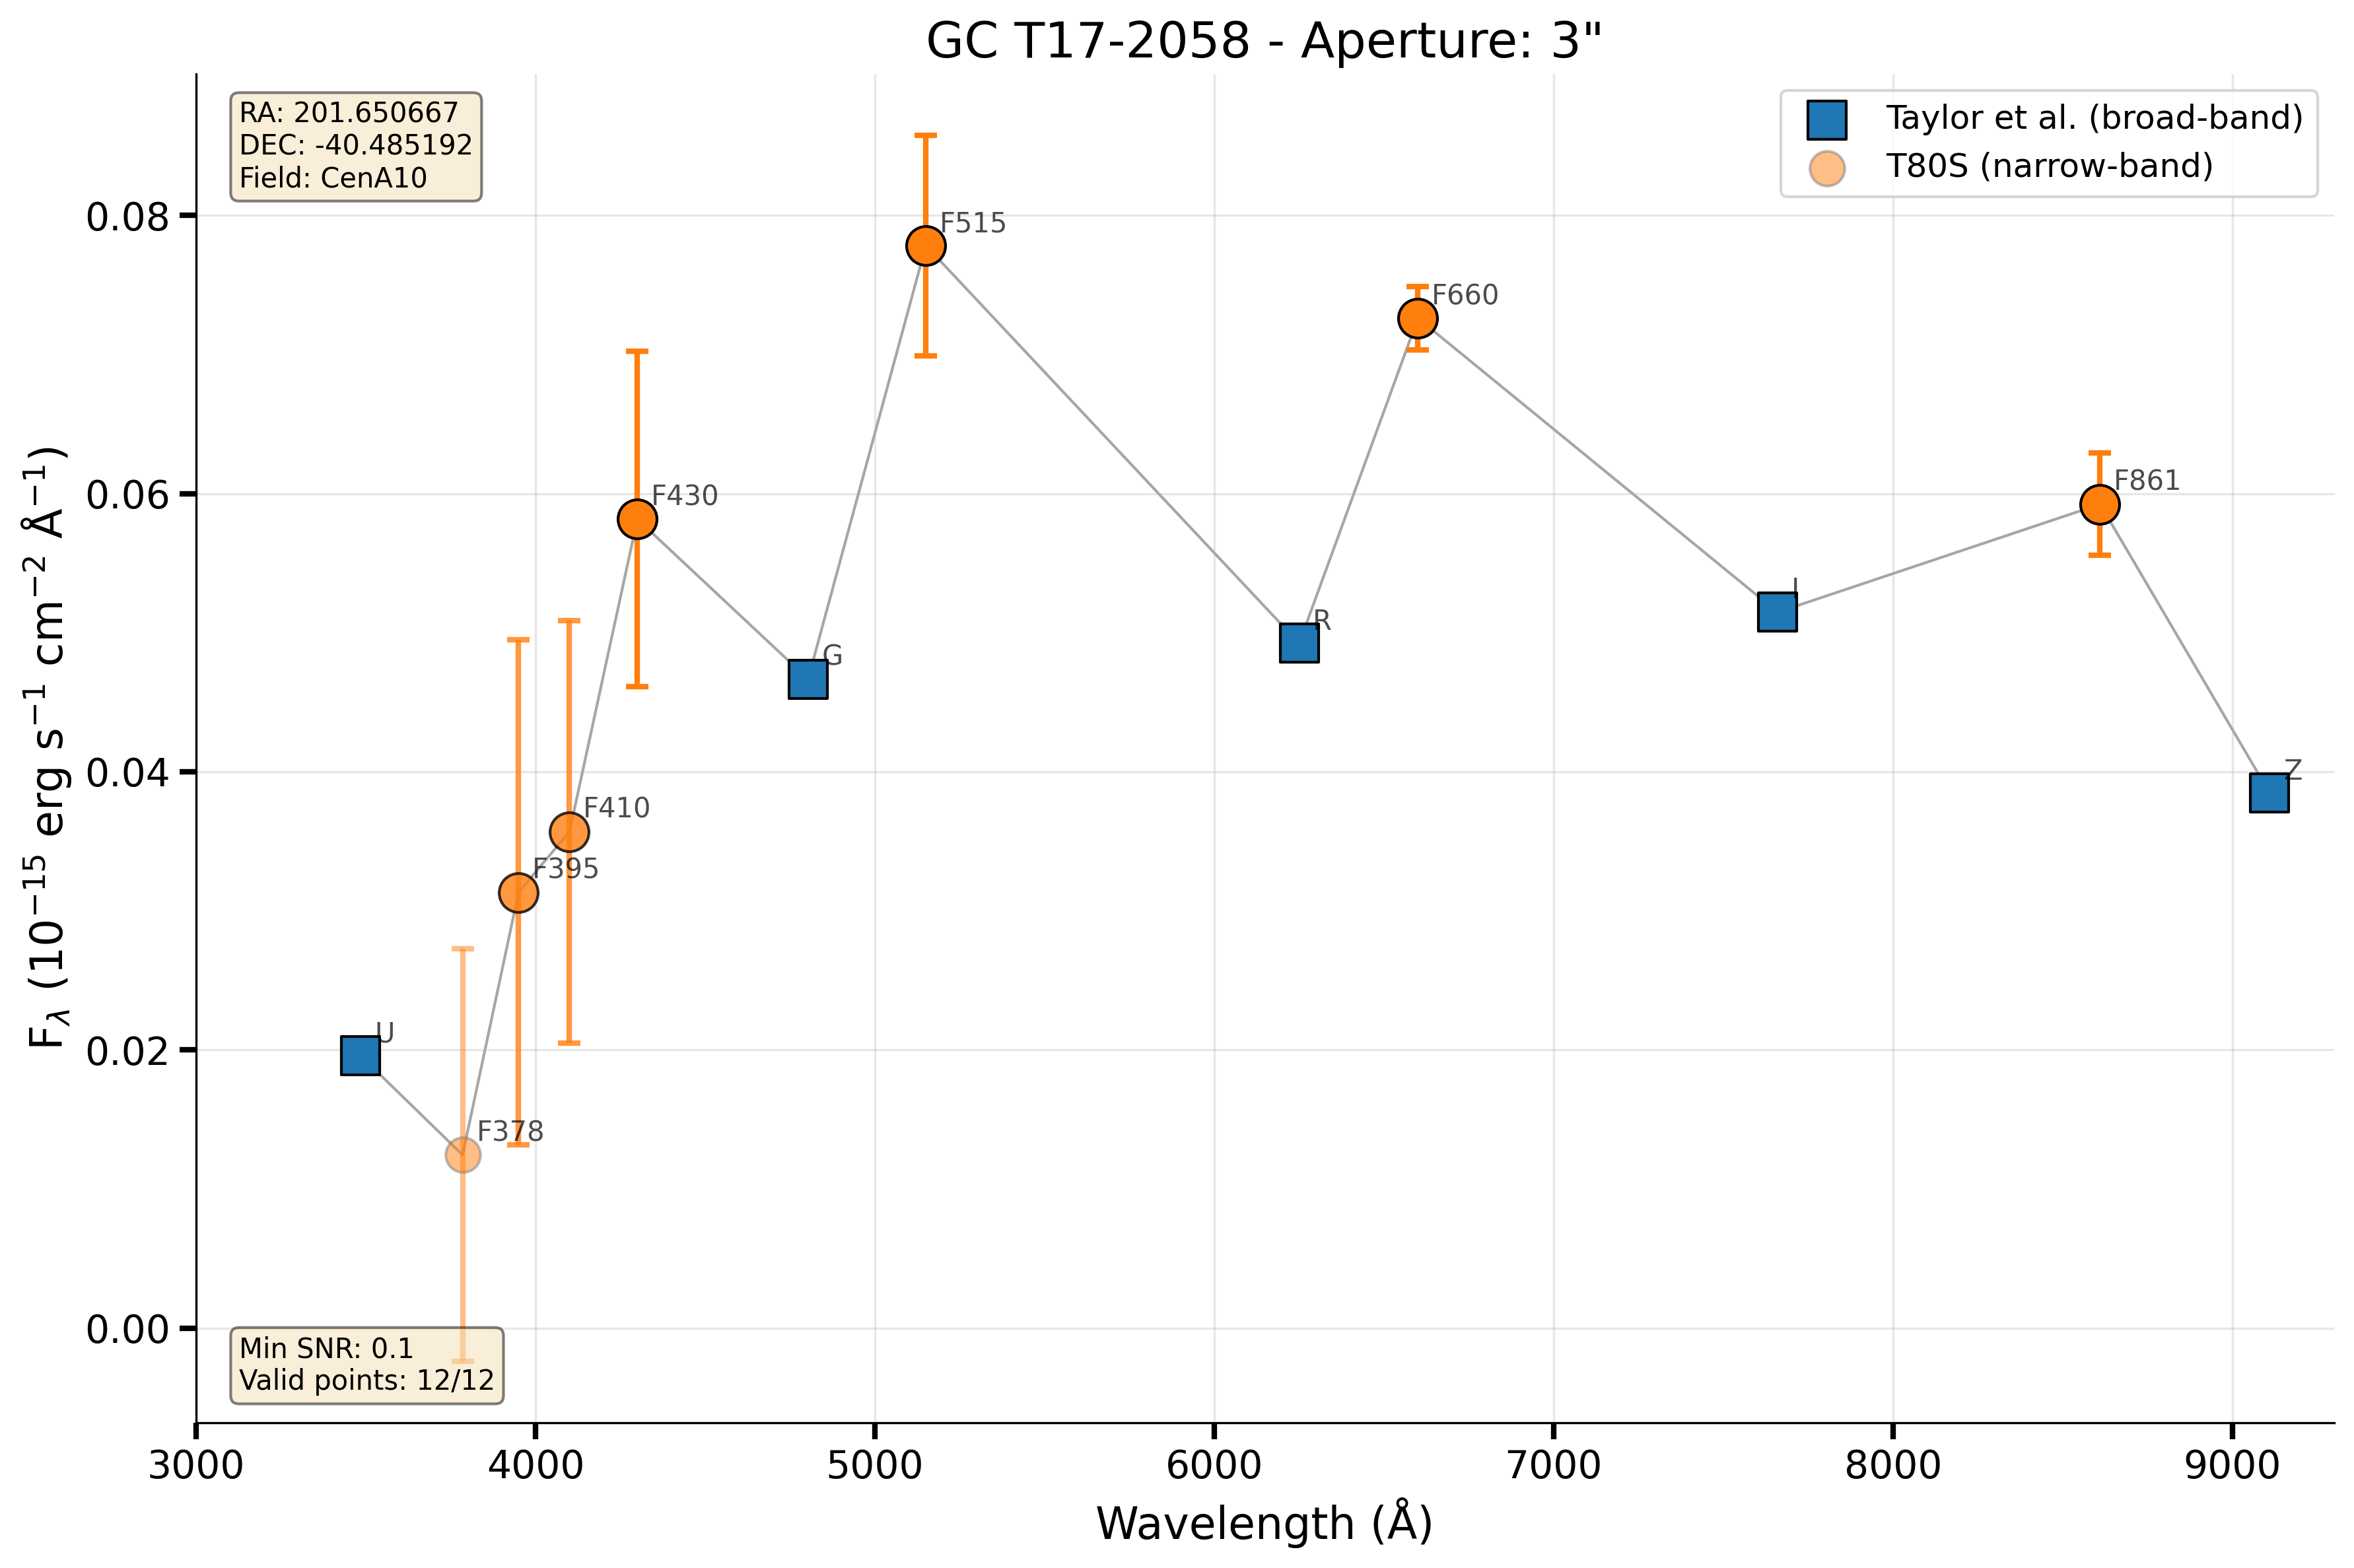 GC T17-2058 - Aperture: 3"
RA: 201.650667
DEC: -40.485192
Field: CenA10
Taylor et al. (broad-band)
T80S (narrow-band)
F515
F660
F430
F861
I
R
G
Z
F410
F395
U
F378
Min SNR: 0.1
Valid points: 12/12
0.08
0.06
0.04
0.02
0.00
F$_{λ}$ (10$^{-15}$ erg s$^{-1}$ cm$^{-2}$ Å$^{-1}$)
3000 4000 5000 6000 7000 8000 9000
Wavelength (Å)